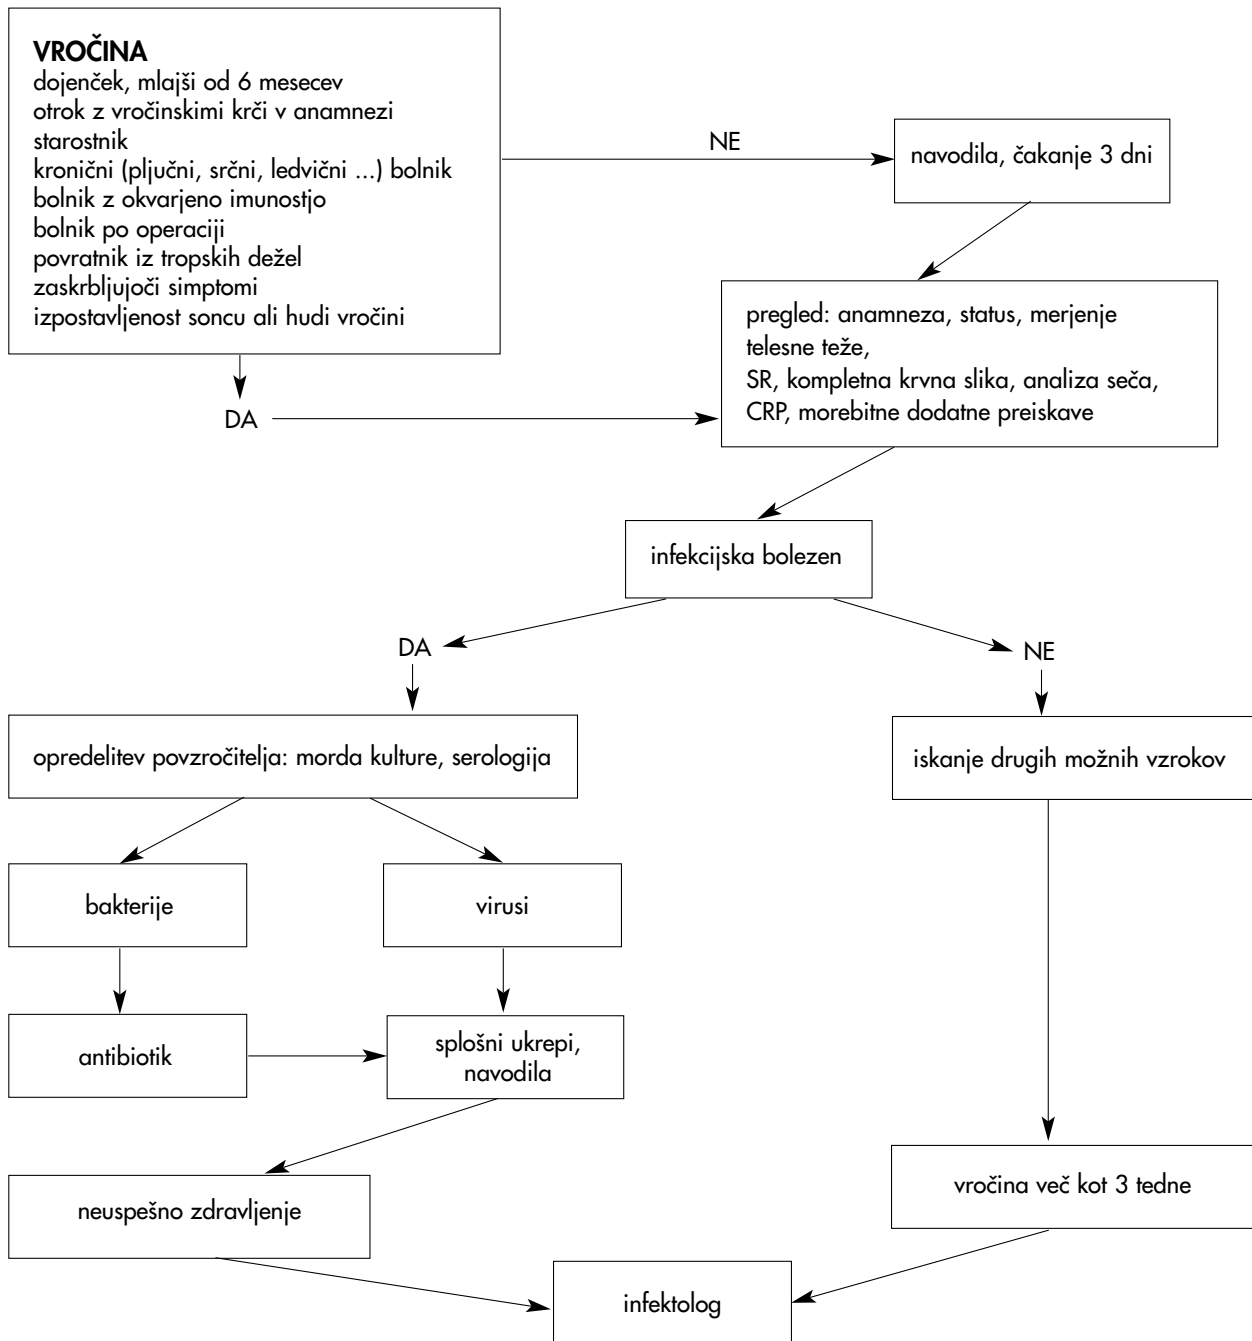 VROČINA
dojenček, mlajši od 6 mesecev
otrok z vročinskimi krči v anamnezi
starostnik
kronični (pljučni, srčni, ledvični ...) bolnik
bolnik z okvarjeno imunostjo
bolnik po operaciji
povratnik iz tropskih dežel
zaskrbljujoči simptomi
izpostavljenost soncu ali hudi vročini
NE
navodila, čakanje 3 dni
DA
pregled: anamneza, status, merjenje
telesne teže,
SR, kompletna krvna slika, analiza seča,
CRP, morebitne dodatne preiskave
infekcijska bolezen
DA
NE
opredelitev povzročitelja: morda kulture, serologija
iskanje drugih možnih vzrokov
bakterije
virusi
antibiotik
splošni ukrepi,
navodila
neuspešno zdravljenje
vročina več kot 3 tedne
infektolog